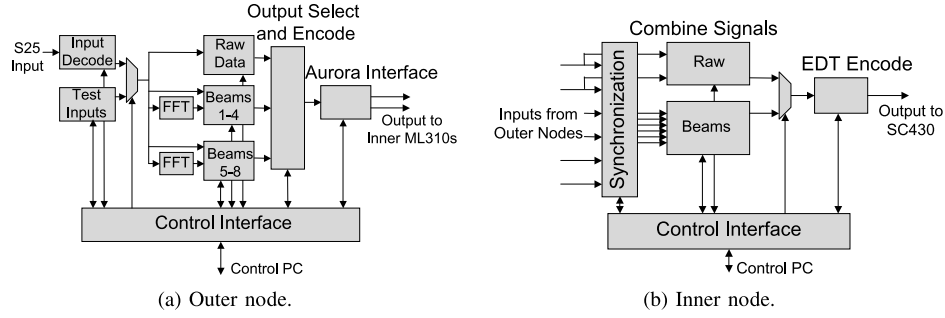 Output Select
and Encode
S25
Input
Input
Decode
Test
Inputs
Raw
Data
FFT
Beams
1-4
FFT
Beams
5-8
Aurora Interface
Output to
Inner ML310s
Control Interface
Control PC
(a) Outer node.
Combine Signals
Synchronization
Raw
Beams
EDT Encode
Inputs from
Outer Nodes
Output to
SC430
Control Interface
Control PC
(b) Inner node.